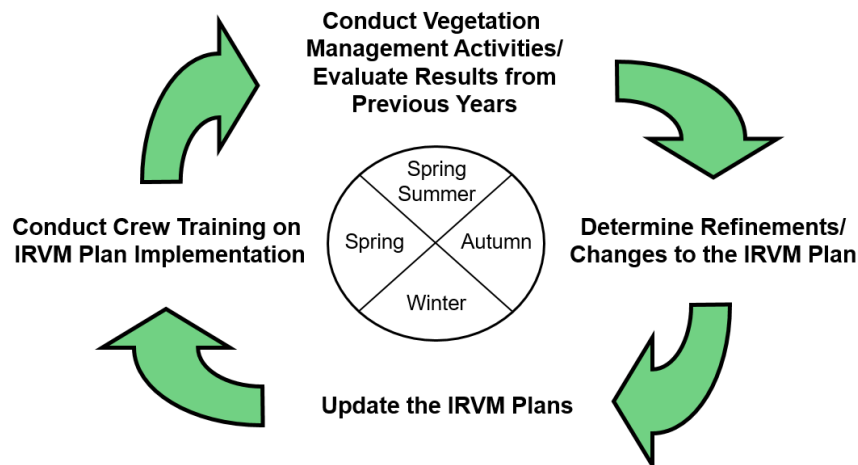 Conduct Vegetation
Management Activities/
Evaluate Results from
Previous Years
Spring
Summer
Conduct Crew Training on
IRVM Plan Implementation
Spring
Autumn
Determine Refinements/
Changes to the IRVM Plan
Winter
Update the IRVM Plans